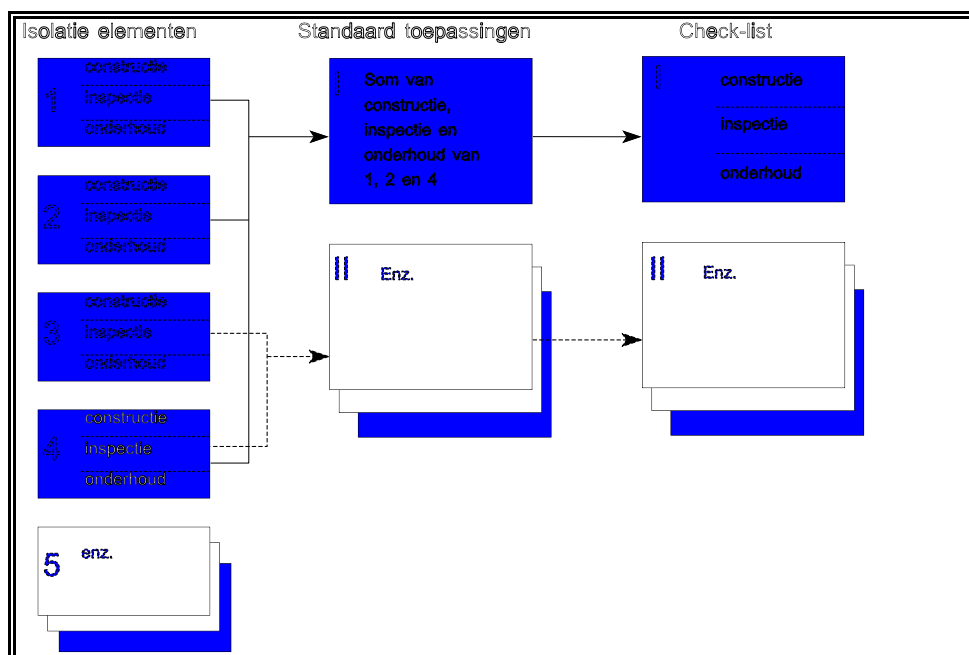 Isolatie elementen
Standaard toepassingen
Check-list
1
constructie
inspectie
onderhoud
2
constructie
inspectie
onderhoud
3
constructie
inspectie
onderhoud
4
constructie
inspectie
onderhoud
5
enz.
I
Som van
constructie,
inspectie en
onderhoud van
1, 2 en 4
II
Enz.
I
constructie
inspectie
onderhoud
II
Enz.